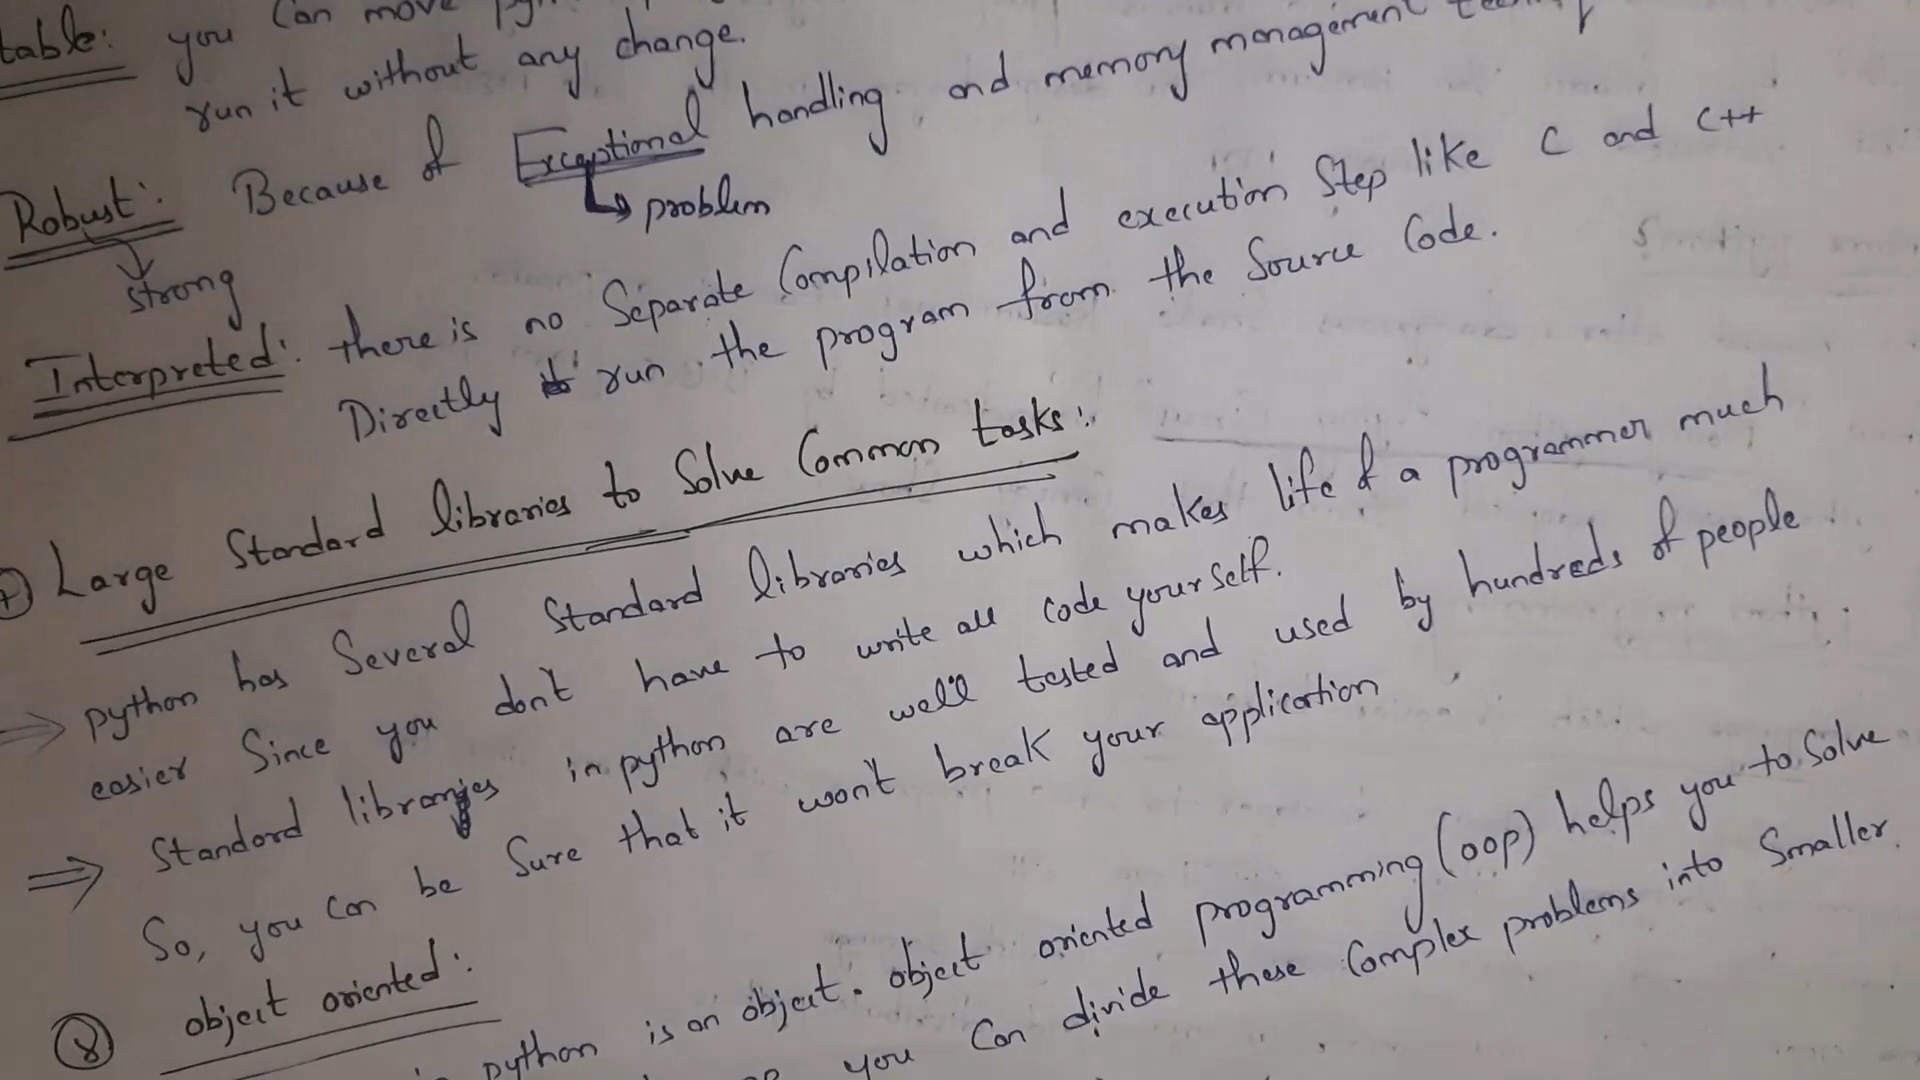 table: you can move
run it without any change.
Robust: Because of Exceptional handling and memory management
problem
strong
Interpreted: there is no Separate Compilation and execution Step like C and C++
Directly run the program from the Source Code.
Large Standard libraries to Solve Common tasks:
⇒ python has Several Standard libraries which makes life of a programmer much
easier Since you don't have to write all code yourself.
⇒ Standard libraries in python are well tested and used by hundreds of people.
So, you can be Sure that it won't break your application
⑧ object oriented:
python is an object. object oriented programming (oop) helps you to Solve
you Can divide these Complex problems into Smaller.